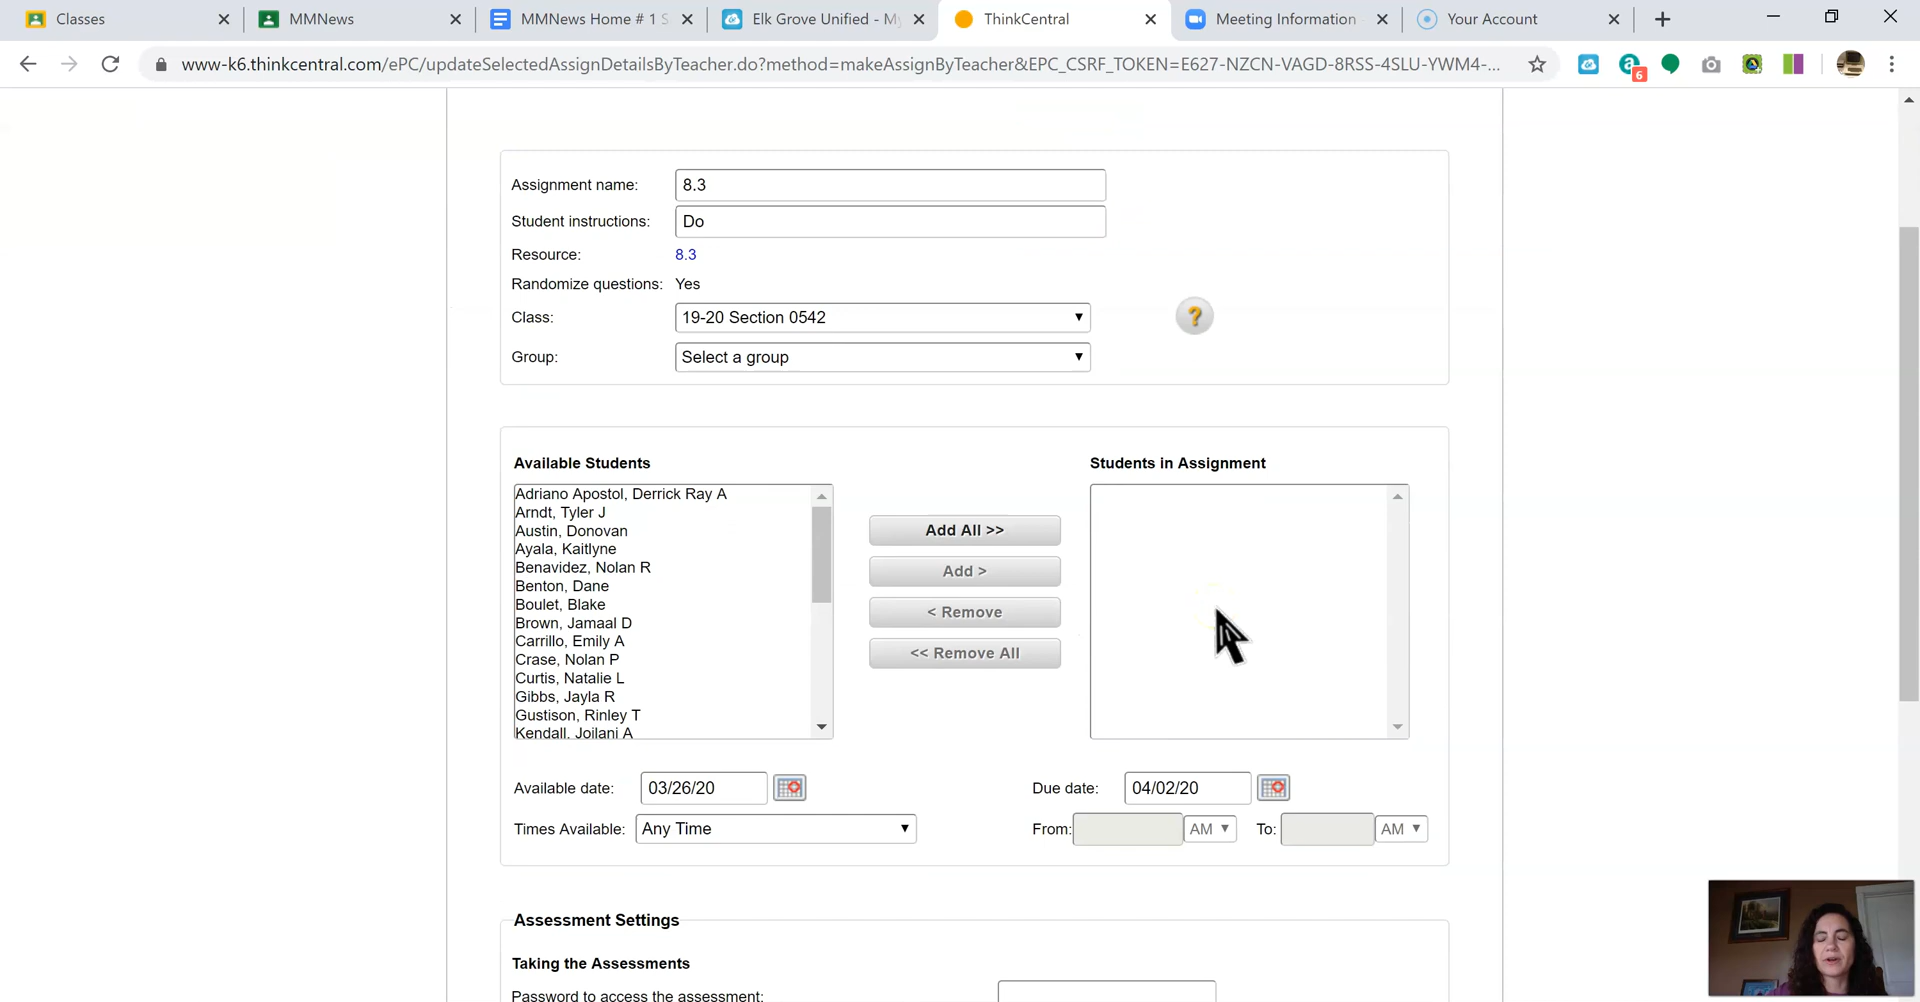 Classes
MMNews
MMNews Home # 1 S
Elk Grove Unified - My
ThinkCentral
Meeting Information
Your Account
www-k6.thinkcentral.com/ePC/updateSelectedAssignDetailsByTeacher.do?method=makeAssignByTeacher&EPC_CSRF_TOKEN=E627-NZCN-VAGD-8RSS-4SLU-YWM4-...
6
Assignment name: 8.3
Student instructions: Do
Resource: 8.3
Randomize questions: Yes
Class: 19-20 Section 0542
?
Group: Select a group
Available Students
Students in Assignment
Adriano Apostol, Derrick Ray A
Arndt, Tyler J
Austin, Donovan
Ayala, Kaitlyne
Benavidez, Nolan R
Benton, Dane
Boulet, Blake
Brown, Jamaal D
Carrillo, Emily A
Crase, Nolan P
Curtis, Natalie L
Gibbs, Jayla R
Gustison, Rinley T
Kendall, Joilani A
Add All >>
Add >
< Remove
<< Remove All
Available date: 03/26/20
Due date: 04/02/20
Times Available: Any Time
From: AM To: AM
Assessment Settings
Taking the Assessments
Password to access the assessment: